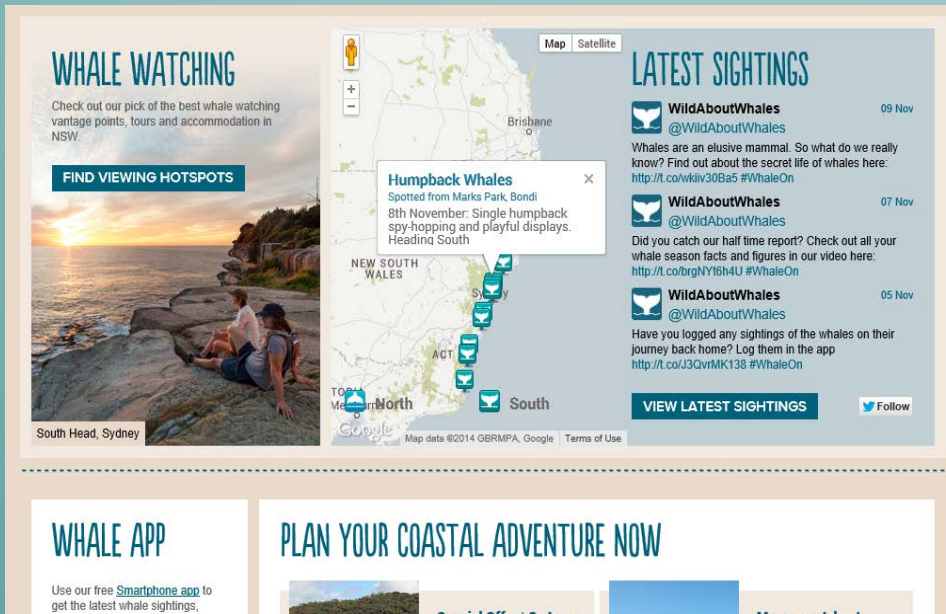 WHALE WATCHING
Check out our pick of the best whale watching
vantage points, tours and accommodation in
NSW.
FIND VIEWING HOTSPOTS
South Head, Sydney
Map
Satellite
+
−
Brisbane
Humpback Whales
×
Spotted from Marks Park, Bondi
8th November: Single humpback
spy-hopping and playful displays.
Heading South
NEW SOUTH
WALES
ACT
North
South
Google
Map data ©2014 GBRMPA, Google
Terms of Use
LATEST SIGHTINGS
WildAboutWhales
09 Nov
@WildAboutWhales
Whales are an elusive mammal. So what do we really
know? Find out about the secret life of whales here:
http://t.co/wkiiv30Ba5 #WhaleOn
WildAboutWhales
07 Nov
@WildAboutWhales
Did you catch our half time report? Check out all your
whale season facts and figures in our video here:
http://t.co/brgNYt6h4U #WhaleOn
WildAboutWhales
05 Nov
@WildAboutWhales
Have you logged any sightings of the whales on their
journey back home? Log them in the app
http://t.co/J3QvrMK138 #WhaleOn
VIEW LATEST SIGHTINGS
Follow
WHALE APP
Use our free Smartphone app to
get the latest whale sightings,
PLAN YOUR COASTAL ADVENTURE NOW